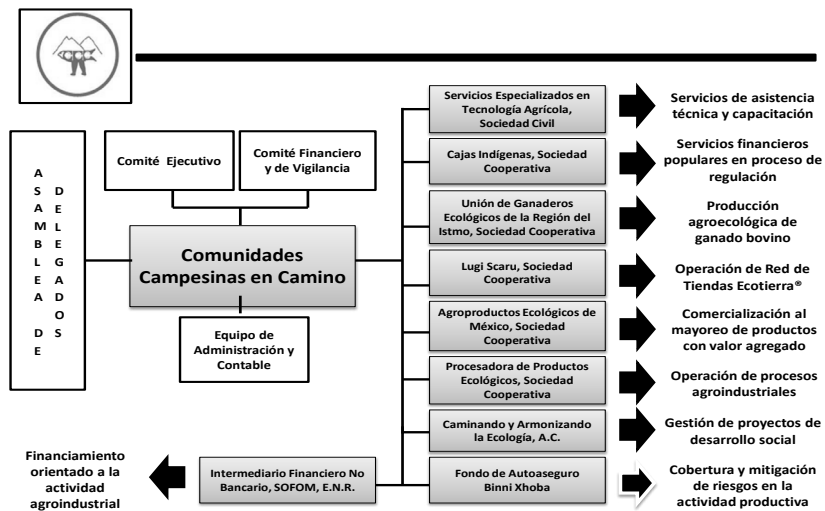 ASAMBLEA DE
DELEGADOS
Comité Ejecutivo
Comité Financiero
y de Vigilancia
Comunidades
Campesinas en Camino
Equipo de
Administración y
Contable
Servicios Especializados en
Tecnología Agrícola,
Sociedad Civil
Servicios de asistencia
técnica y capacitación
Cajas Indígenas, Sociedad
Cooperativa
Servicios financieros
populares en proceso de
regulación
Unión de Ganaderos
Ecológicos de la Región del
Istmo, Sociedad Cooperativa
Producción
agroecológica de
ganado bovino
Lugi Scaru, Sociedad
Cooperativa
Operación de Red de
Tiendas Ecotierra®
Agroproductos Ecológicos de
México, Sociedad
Cooperativa
Comercialización al
mayoreo de productos
con valor agregado
Procesadora de Productos
Ecológicos, Sociedad
Cooperativa
Operación de procesos
agroindustriales
Caminando y Armonizando
la Ecología, A.C.
Gestión de proyectos de
desarrollo social
Financiamiento
orientado a la
actividad
agroindustrial
Intermediario Financiero No
Bancario, SOFOM, E.N.R.
Fondo de Autoaseguro
Binni Xhoba
Cobertura y mitigación
de riesgos en la
actividad productiva